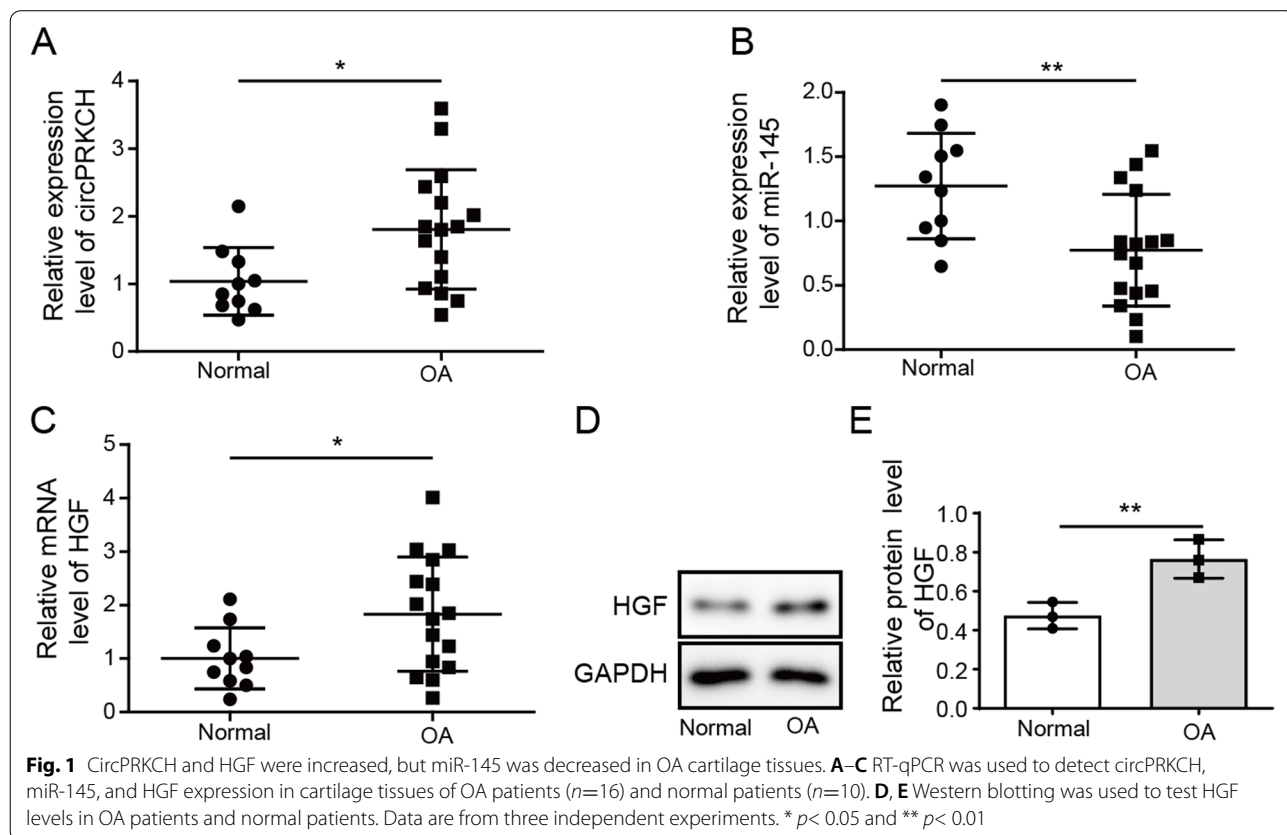 A
Relative expression
level of circPRKCH
4
3
2
1
0
*
Normal
OA
B
Relative expression
level of miR-145
2.0
1.5
1.0
0.5
0.0
**
Normal
OA
C
Relative mRNA
level of HGF
5
4
3
2
1
0
*
Normal
OA
D
HGF
GAPDH
Normal
OA
E
Relative protein level
of HGF
1.0
0.8
0.6
0.4
0.2
0.0
**
Normal
OA
Fig. 1 CircPRKCH and HGF were increased, but miR-145 was decreased in OA cartilage tissues. A–C RT-qPCR was used to detect circPRKCH,
miR-145, and HGF expression in cartilage tissues of OA patients (n=16) and normal patients (n=10). D, E Western blotting was used to test HGF
levels in OA patients and normal patients. Data are from three independent experiments. * p< 0.05 and ** p< 0.01